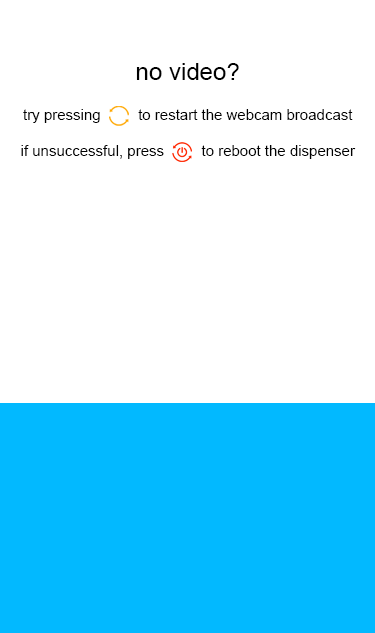 no video?
try pressing to restart the webcam broadcast
if unsuccessful, press to reboot the dispenser